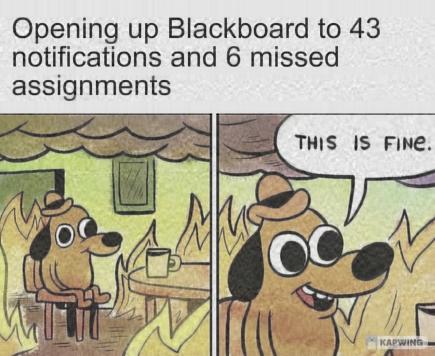 Opening up Blackboard to 43
notifications and 6 missed
assignments
THIS IS FINE.
KAPWING